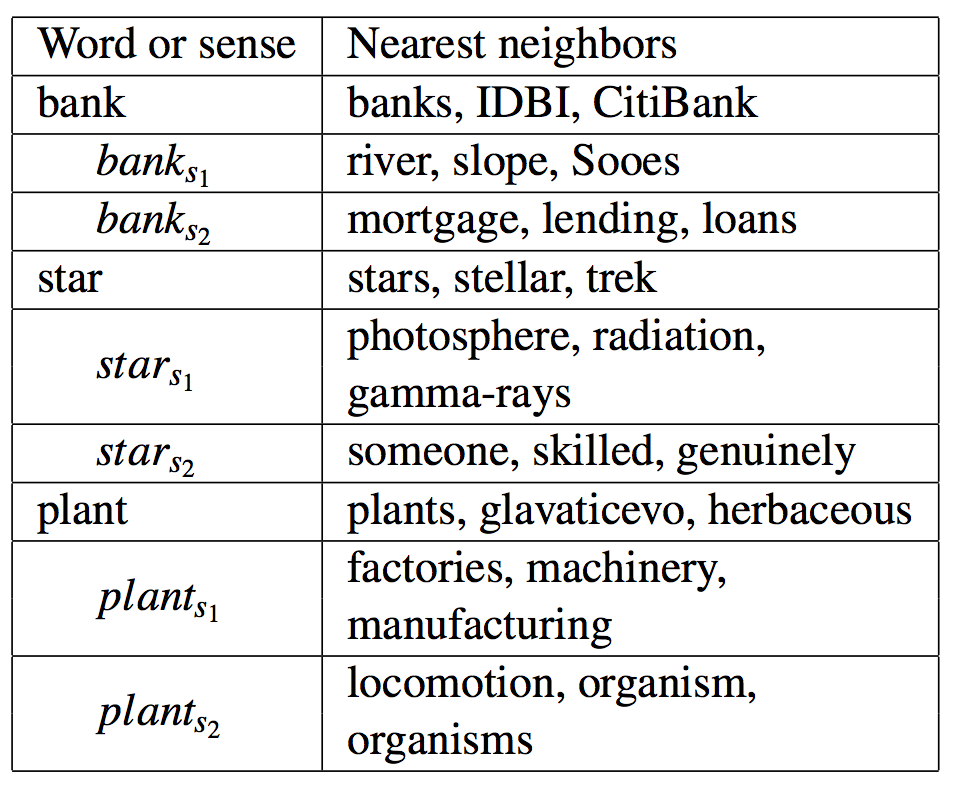 Word or sense Nearest neighbors
bank banks, IDBI, CitiBank
bank_{s_1} river, slope, Sooes
bank_{s_2} mortgage, lending, loans
star stars, stellar, trek
star_{s_1} photosphere, radiation,
gamma-rays
star_{s_2} someone, skilled, genuinely
plant plants, glavaticevo, herbaceous
plant_{s_1} factories, machinery,
manufacturing
plant_{s_2} locomotion, organism,
organisms